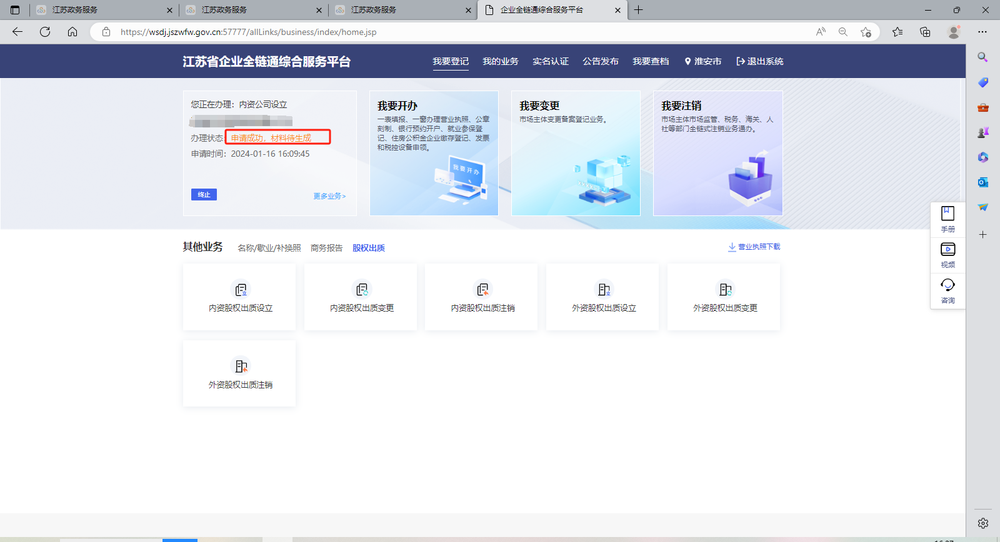 江苏政务服务
江苏政务服务
江苏政务服务
企业全链通综合服务平台
https://wsdj.jszwfw.gov.cn:57777/allLinks/business/index/home.jsp
江苏省企业全链通综合服务平台
我要登记
我的业务
实名认证
公告发布
我要查档
淮安市
退出系统
您正在办理：内资公司设立
办理状态：申请成功，材料待生成
申请时间：2024-01-16 16:09:45
终止
更多业务>
我要开办
一表填报、一窗办理营业执照、公章
刻制、银行预约开户、就业参保登
记、住房公积金企业缴存登记、发票
和税控设备申领。
我要开办
我要变更
市场主体变更备案登记业务。
我要注销
市场主体市场监管、税务、海关、人
社等部门全链式注销业务通办。
手册
视频
咨询
其他业务
名称/歇业/补换照
商务报告
股权出质
营业执照下载
内资股权出质设立
内资股权出质变更
内资股权出质注销
外资股权出质设立
外资股权出质变更
外资股权出质注销